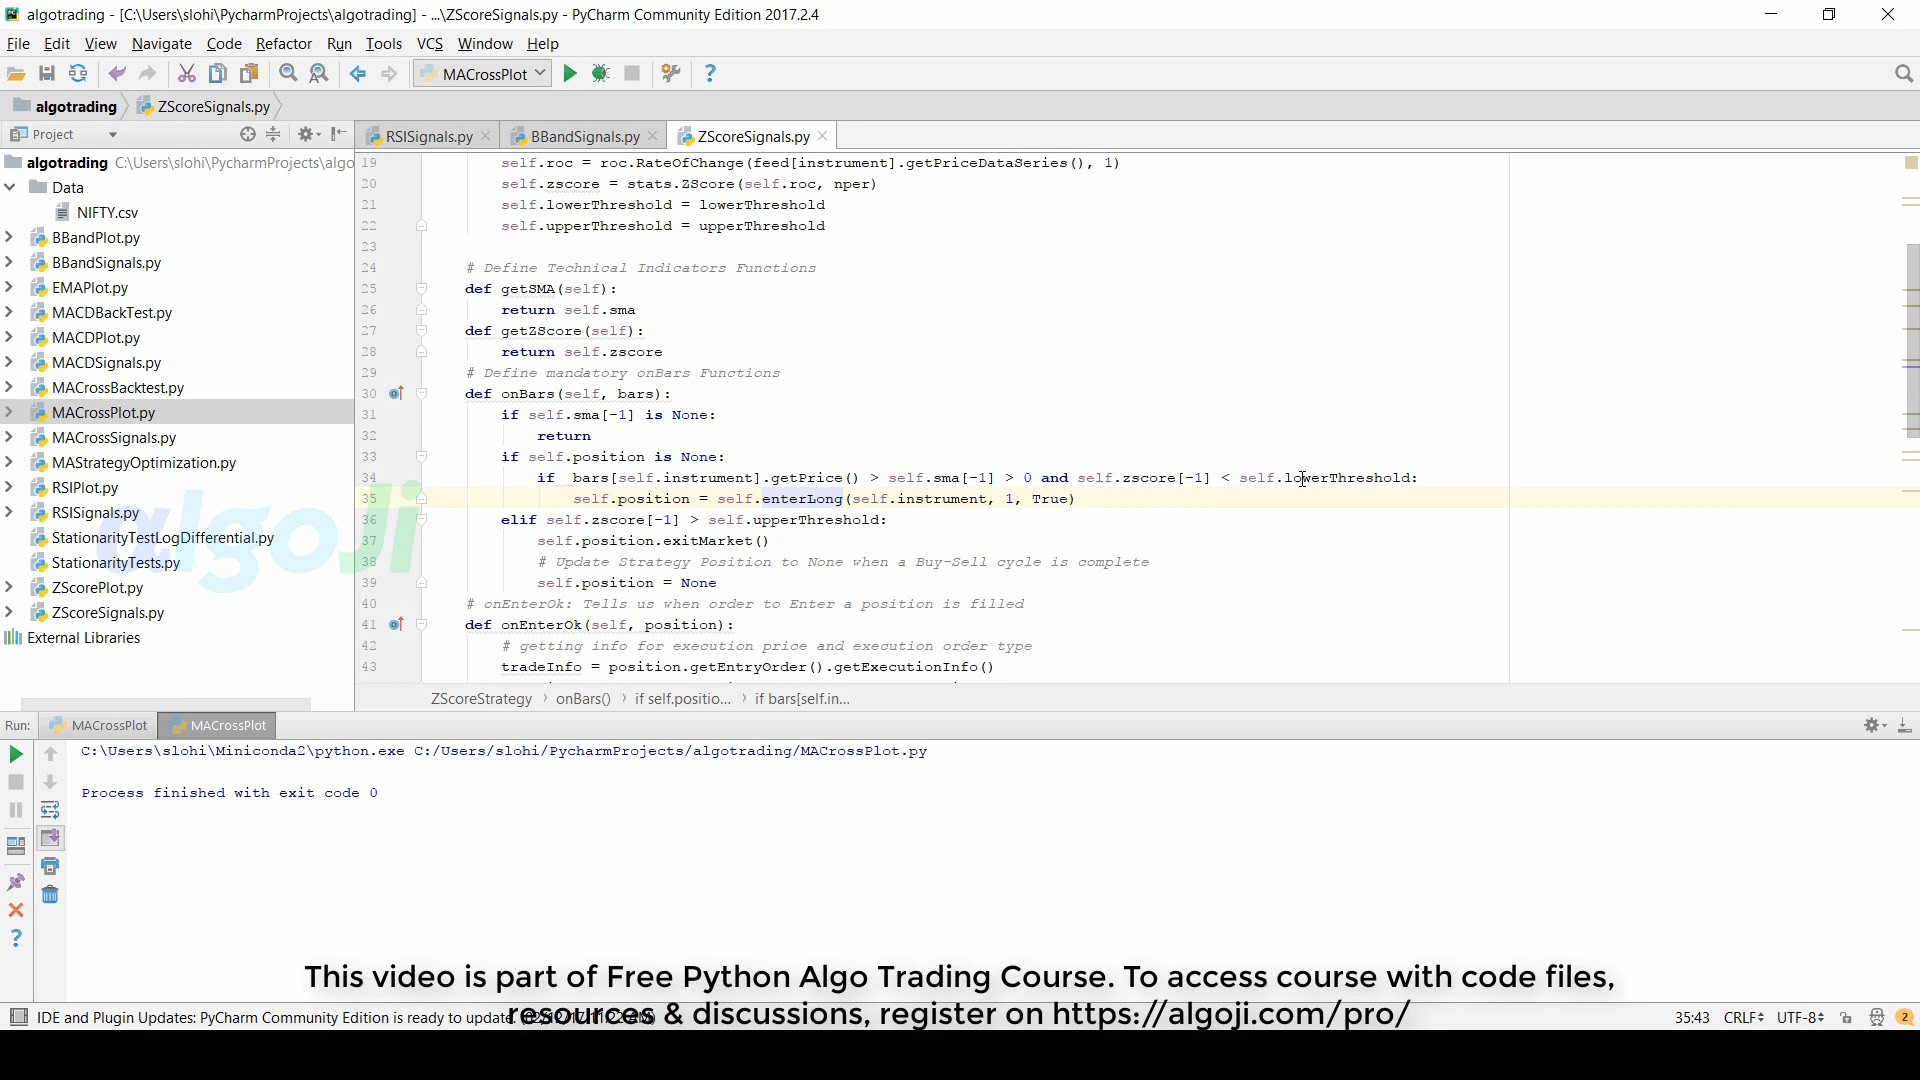 algotrading - [C:\Users\slohi\PycharmProjects\algotrading] - ...\ZScoreSignals.py - PyCharm Community Edition 2017.2.4
File Edit View Navigate Code Refactor Run Tools VCS Window Help
MACrossPlot
algotrading ZScoreSignals.py
Project
RSISignals.py BBandSignals.py ZScoreSignals.py
algotrading C:\Users\slohi\PycharmProjects\algo
Data
NIFTY.csv
BBandPlot.py
BBandSignals.py
EMAPlot.py
MACDBackTest.py
MACDPlot.py
MACDSignals.py
MACrossBacktest.py
MACrossPlot.py
MACrossSignals.py
MAStrategyOptimization.py
RSIPlot.py
RSISignals.py
StationarityTestLogDifferential.py
StationarityTests.py
ZScorePlot.py
ZScoreSignals.py
External Libraries
algoji
19 self.roc = roc.RateOfChange(feed[instrument].getPriceDataSeries(), 1)
20 self.zscore = stats.ZScore(self.roc, nper)
21 self.lowerThreshold = lowerThreshold
22 self.upperThreshold = upperThreshold
23
24 # Define Technical Indicators Functions
25 def getSMA(self):
26 return self.sma
27 def getZScore(self):
28 return self.zscore
29 # Define mandatory onBars Functions
30 def onBars(self, bars):
31 if self.sma[-1] is None:
32 return
33 if self.position is None:
34 if  bars[self.instrument].getPrice() > self.sma[-1] > 0 and self.zscore[-1] < self.lowerThreshold:
35 self.position = self.enterLong(self.instrument, 1, True)
36 elif self.zscore[-1] > self.upperThreshold:
37 self.position.exitMarket()
38 # Update Strategy Position to None when a Buy-Sell cycle is complete
39 self.position = None
40 # onEnterOk: Tells us when order to Enter a position is filled
41 def onEnterOk(self, position):
42 # getting info for execution price and execution order type
43 tradeInfo = position.getEntryOrder().getExecutionInfo()
ZScoreStrategy onBars() if self.positio... if bars[self.in...
Run: MACrossPlot MACrossPlot
C:\Users\slohi\Miniconda2\python.exe C:/Users/slohi/PycharmProjects/algotrading/MACrossPlot.py
Process finished with exit code 0
This video is part of Free Python Algo Trading Course. To access course with code files,
resources & discussions, register on https://algoji.com/pro/
IDE and Plugin Updates: PyCharm Community Edition is ready to update.
35:43 CRLF UTF-8 2